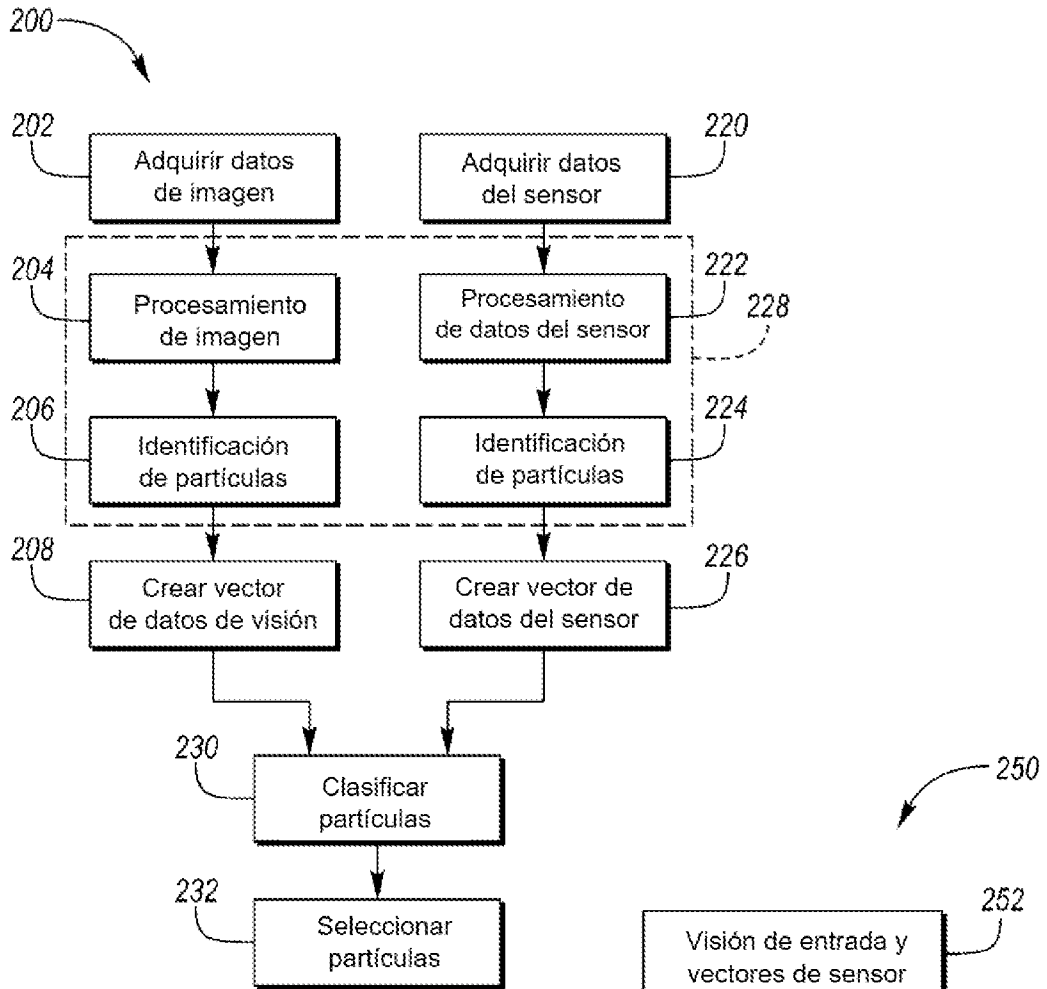 200
202
Adquirir datos
de imagen
220
Adquirir datos
del sensor
204
Procesamiento
de imagen
222
Procesamiento
de datos del sensor
228
206
Identificación
de partículas
224
Identificación
de partículas
208
Crear vector
de datos de visión
226
Crear vector de
datos del sensor
230
Clasificar
partículas
250
232
Seleccionar
partículas
252
Visión de entrada y
vectores de sensor